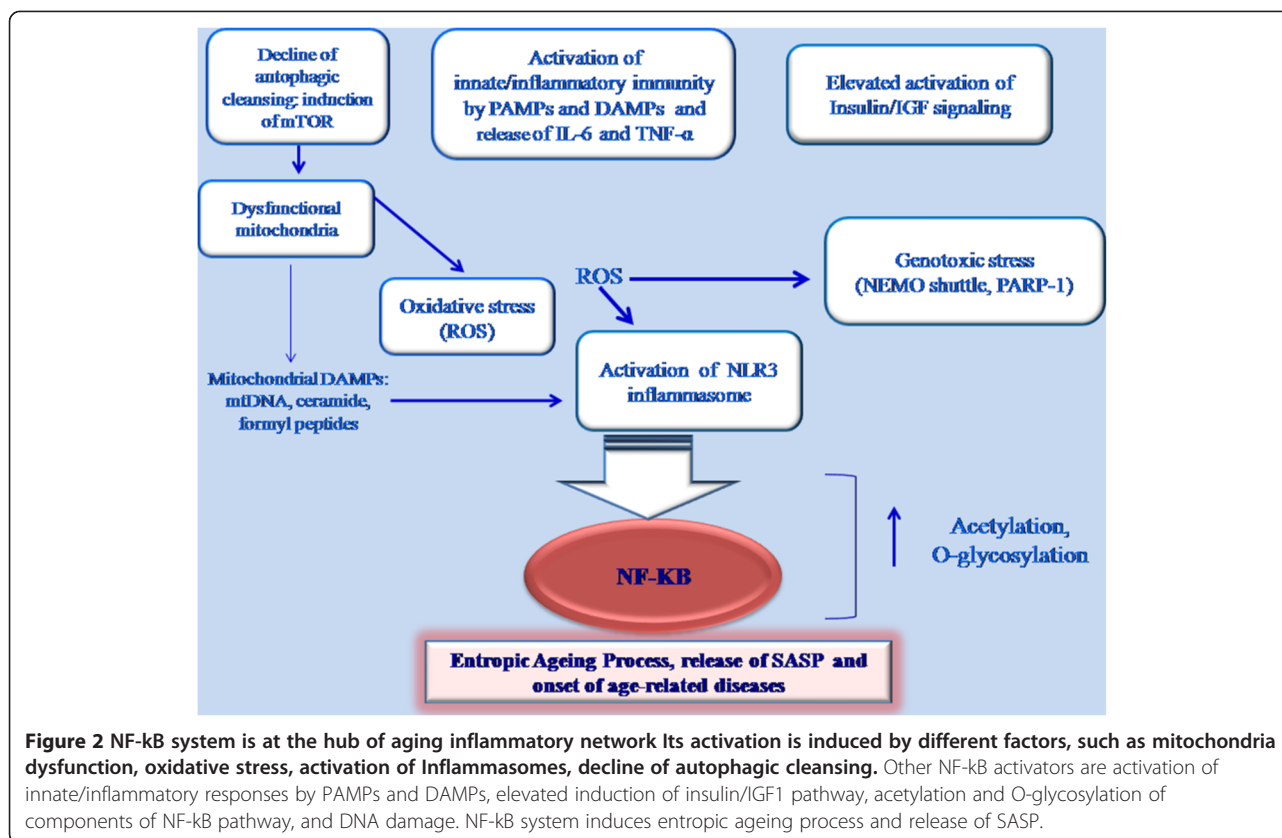 Decline of
autophagic
cleansing: induction
of mTOR
Activation of
innate/inflammatory immunity
by PAMPs and DAMPs and
release of IL-6 and TNF-α
Elevated activation of
Insulin/IGF signaling
Dysfunctional
mitochondria
Oxidative stress
(ROS)
ROS
Genotoxic stress
(NEMO shuttle, PARP-1)
Mitochondrial DAMPs:
mtDNA, ceramide,
formyl peptides
Activation of NLR3
inflammasome
Acetylation,
O-glycosylation
NF-KB
Entropic Ageing Process, release of SASP and
onset of age-related diseases
Figure 2 NF-kB system is at the hub of aging inflammatory network Its activation is induced by different factors, such as mitochondria
dysfunction, oxidative stress, activation of Inflammasomes, decline of autophagic cleansing. Other NF-kB activators are activation of
innate/inflammatory responses by PAMPs and DAMPs, elevated induction of insulin/IGF1 pathway, acetylation and O-glycosylation of
components of NF-kB pathway, and DNA damage. NF-kB system induces entropic ageing process and release of SASP.